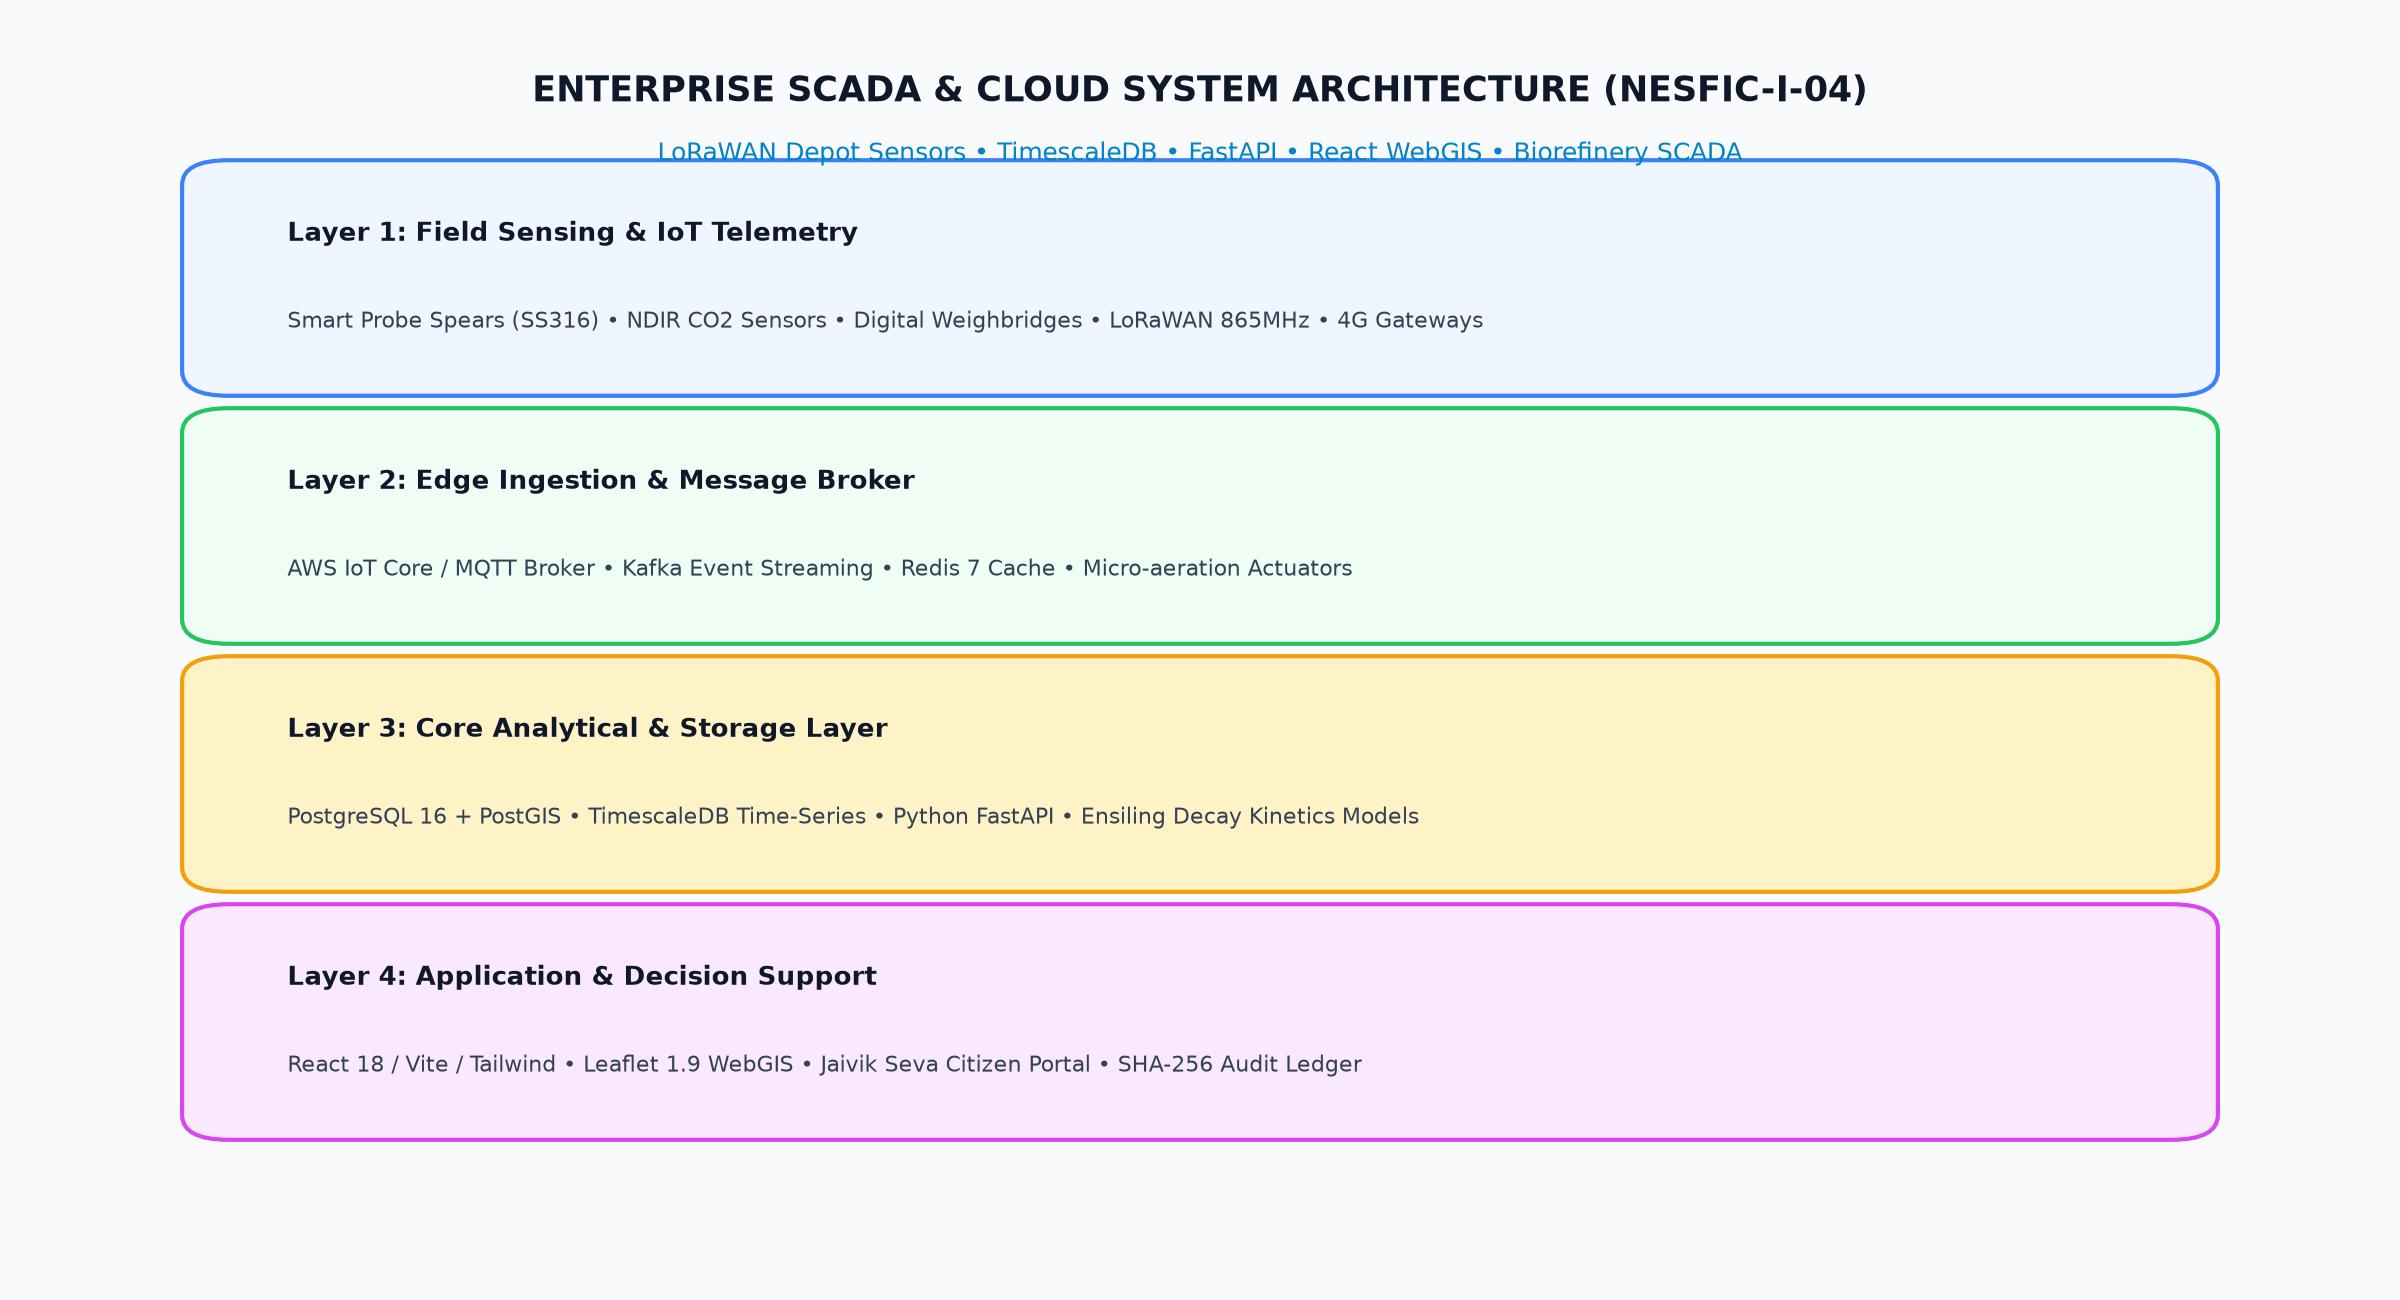 ENTERPRISE SCADA & CLOUD SYSTEM ARCHITECTURE (NESFIC-I-04)
LoRaWAN Depot Sensors • TimescaleDB • FastAPI • React WebGIS • Biorefinery SCADA
Layer 1: Field Sensing & IoT Telemetry
Smart Probe Spears (SS316) • NDIR CO2 Sensors • Digital Weighbridges • LoRaWAN 865MHz • 4G Gateways
Layer 2: Edge Ingestion & Message Broker
AWS IoT Core / MQTT Broker • Kafka Event Streaming • Redis 7 Cache • Micro-aeration Actuators
Layer 3: Core Analytical & Storage Layer
PostgreSQL 16 + PostGIS • TimescaleDB Time-Series • Python FastAPI • Ensiling Decay Kinetics Models
Layer 4: Application & Decision Support
React 18 / Vite / Tailwind • Leaflet 1.9 WebGIS • Jaivik Seva Citizen Portal • SHA-256 Audit Ledger